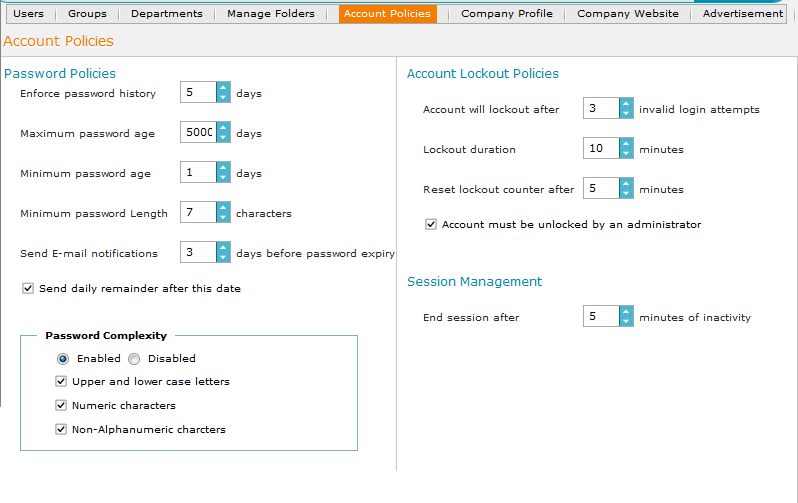 Users Groups Departments Manage Folders Account Policies Company Profile Company Website Advertisement
Account Policies
Password Policies
Enforce password history 5 days
Maximum password age 5000 days
Minimum password age 1 days
Minimum password Length 7 characters
Send E-mail notifications 3 days before password expiry
Send daily remainder after this date
Password Complexity
Enabled Disabled
Upper and lower case letters
Numeric characters
Non-Alphanumeric charcters
Account Lockout Policies
Account will lockout after 3 invalid login attempts
Lockout duration 10 minutes
Reset lockout counter after 5 minutes
Account must be unlocked by an administrator
Session Management
End session after 5 minutes of inactivity